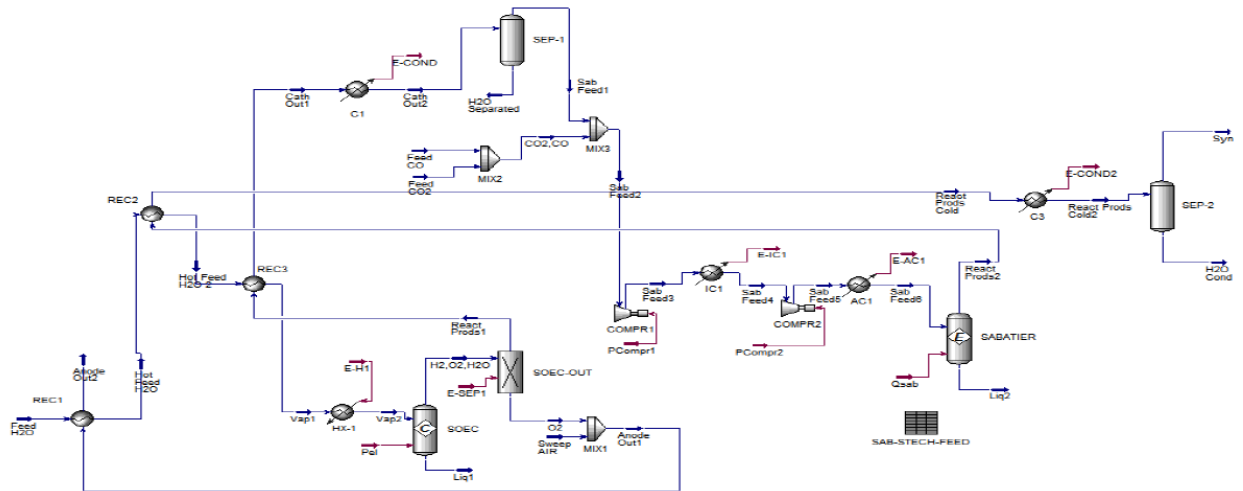 SEP-1
E-COND
Cath
Out1
Cath
Out2
C1
H2O
Separated
Sab
Feed1
Feed
CO
CO2,CO
MIX3
Feed
CO2
MIX2
Sab
Feed2
REC2
React
Prods
Cold
E-COND2
C3
React Prods
Cold2
Syn
SEP-2
H2O
Cond
Hot Feed
H2O 2
REC3
React
Prods1
Sab
Feed3
E-IC1
IC1
Sab
Feed4
E-AC1
Sab
Feed5
AC1
Sab
Feed6
React
Prods2
COMPR1
COMPR2
PCompr1
PCompr2
SABATIER
Qsab
Liq2
SAB-STECH-FEED
Anode
Out2
Hot
Feed
H2O
REC1
Feed
H2O
E-H1
H2,O2,H2O
E-SEP1
SOEC-OUT
Vap1
HX-1
Vap2
SOEC
Pel
Liq1
O2
Sweep
AIR
MIX1
Anode
Out1
C
E